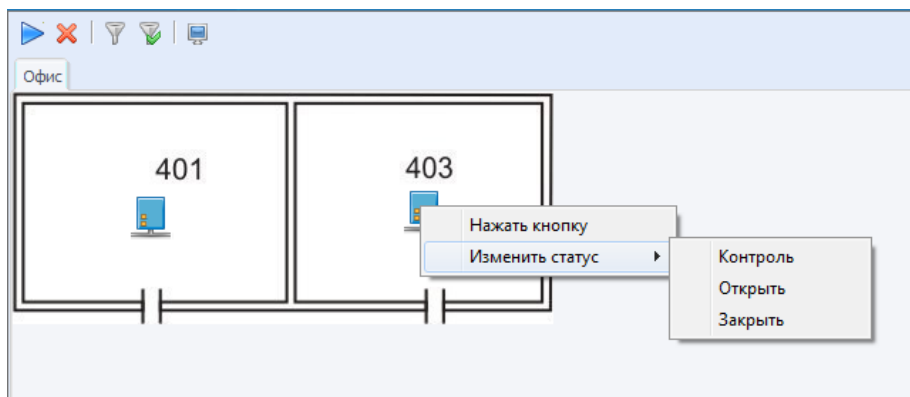 Офис
401
403
Нажать кнопку
Изменить статус
Контроль
Открыть
Закрыть